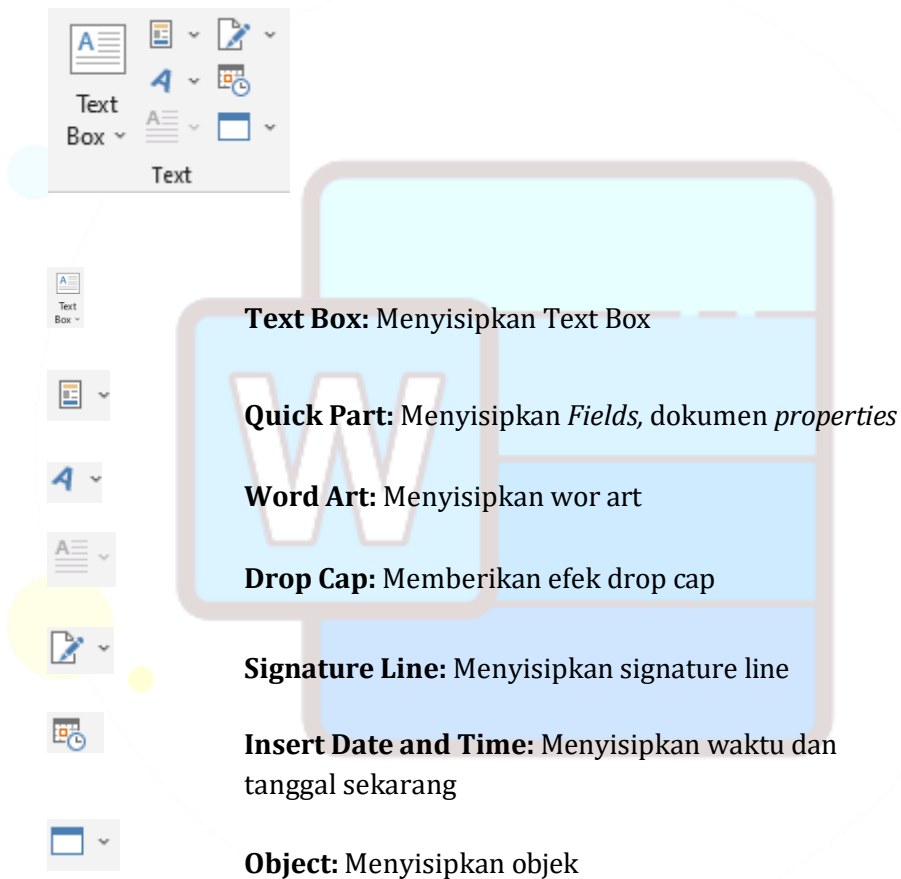 Text
Box
Text
Text
Box
Text Box: Menyisipkan Text Box
Quick Part: Menyisipkan Fields, dokumen properties
Word Art: Menyisipkan wor art
Drop Cap: Memberikan efek drop cap
Signature Line: Menyisipkan signature line
Insert Date and Time: Menyisipkan waktu dan
tanggal sekarang
Object: Menyisipkan objek
W